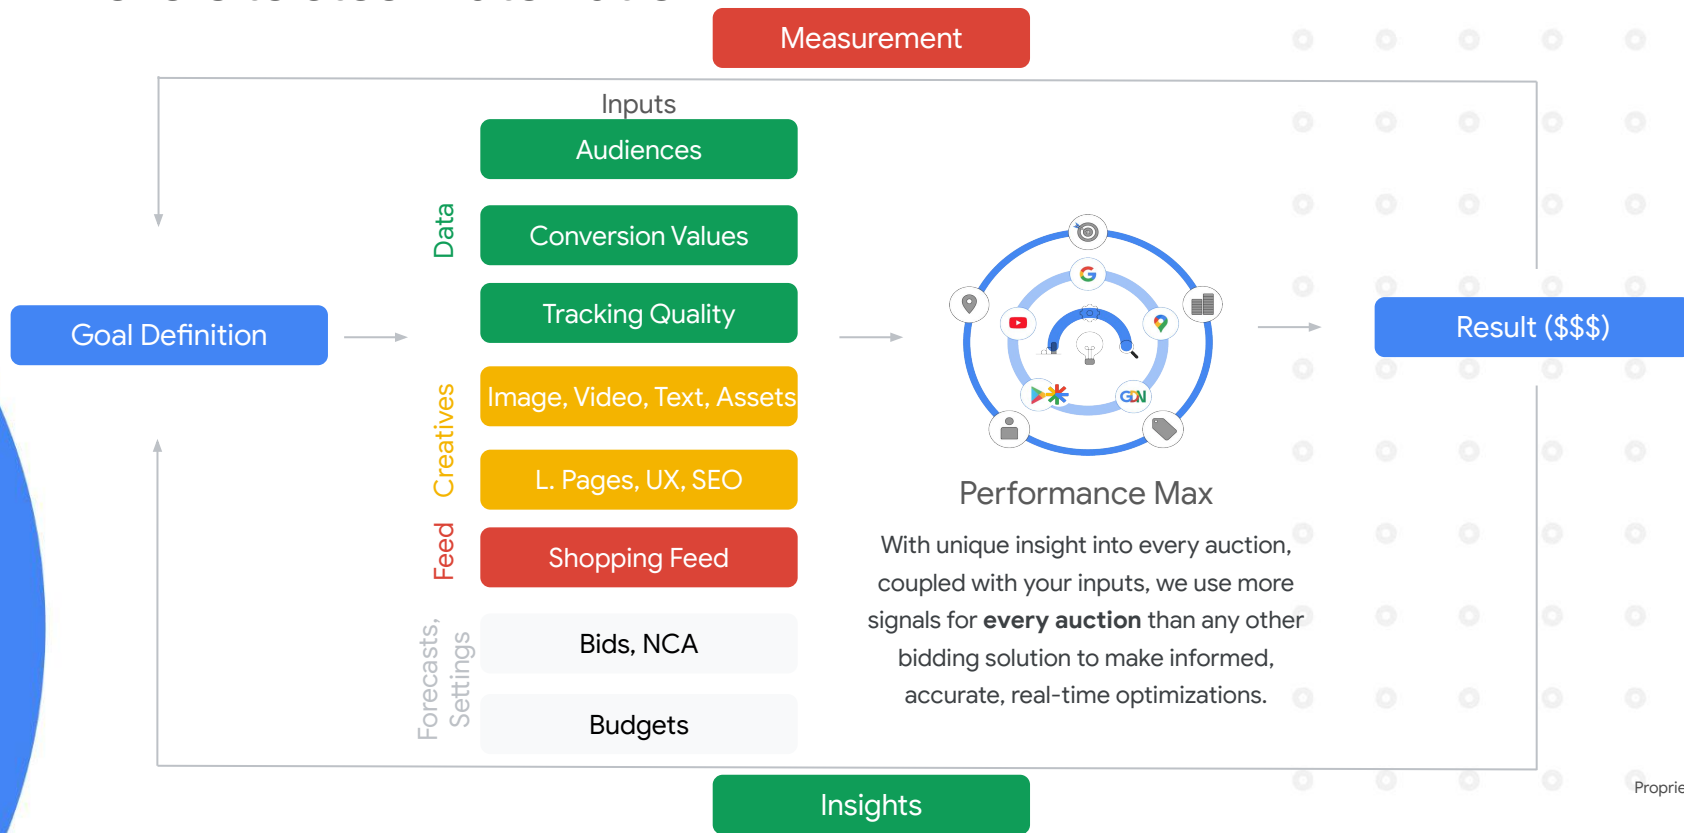 Measurement
Inputs
Audiences
Data
Conversion Values
Tracking Quality
Goal Definition
Result ($$$)
Creatives
Image, Video, Text, Assets
L. Pages, UX, SEO
Feed
Shopping Feed
Forecasts,
Settings
Bids, NCA
Budgets
G
GDN
Performance Max
With unique insight into every auction,
coupled with your inputs, we use more
signals for every auction than any other
bidding solution to make informed,
accurate, real-time optimizations.
Insights
Proprie